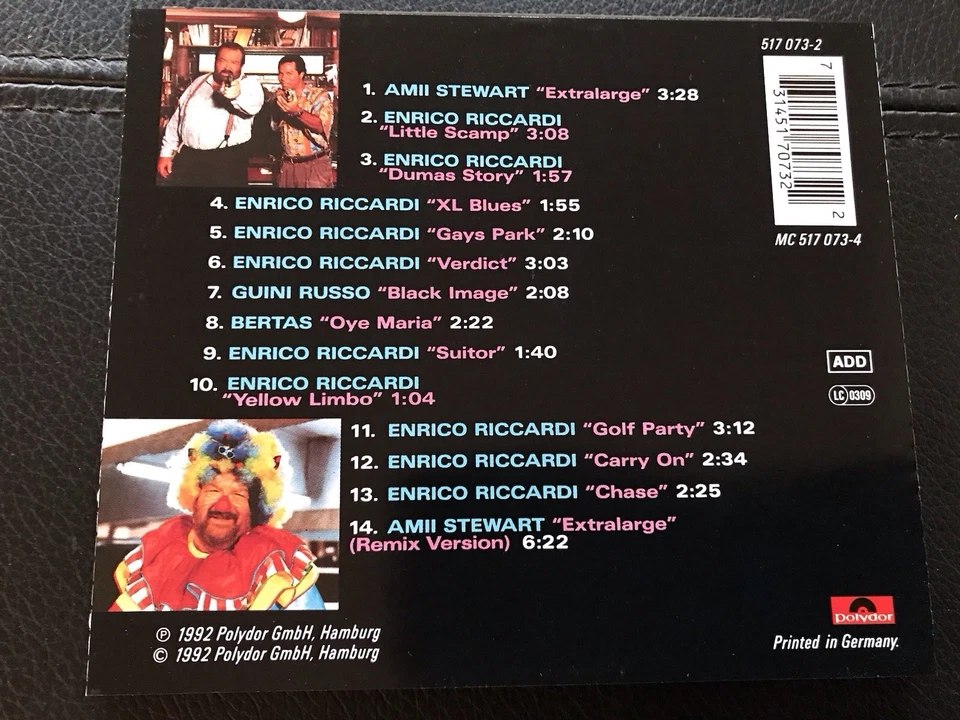 517 073-2
1. AMII STEWART “Extralarge” 3:28
2. ENRICO RICCARDI
“Little Scamp” 3:08
3. ENRICO RICCARDI
“Dumas Story” 1:57
4. ENRICO RICCARDI “XL Blues” 1:55
5. ENRICO RICCARDI “Gays Park” 2:10
6. ENRICO RICCARDI “Verdict” 3:03
7. GUINI RUSSO “Black Image” 2:08
8. BERTAS “Oye Maria” 2:22
9. ENRICO RICCARDI “Suitor” 1:40
10. ENRICO RICCARDI
“Yellow Limbo” 1:04
11. ENRICO RICCARDI “Golf Party” 3:12
12. ENRICO RICCARDI “Carry On” 2:34
13. ENRICO RICCARDI “Chase” 2:25
14. AMII STEWART “Extralarge”
(Remix Version) 6:22
7 31451 70732 2
MC 517 073-4
ADD
LC 0309
polydor
Printed in Germany.
℗ 1992 Polydor GmbH, Hamburg
© 1992 Polydor GmbH, Hamburg